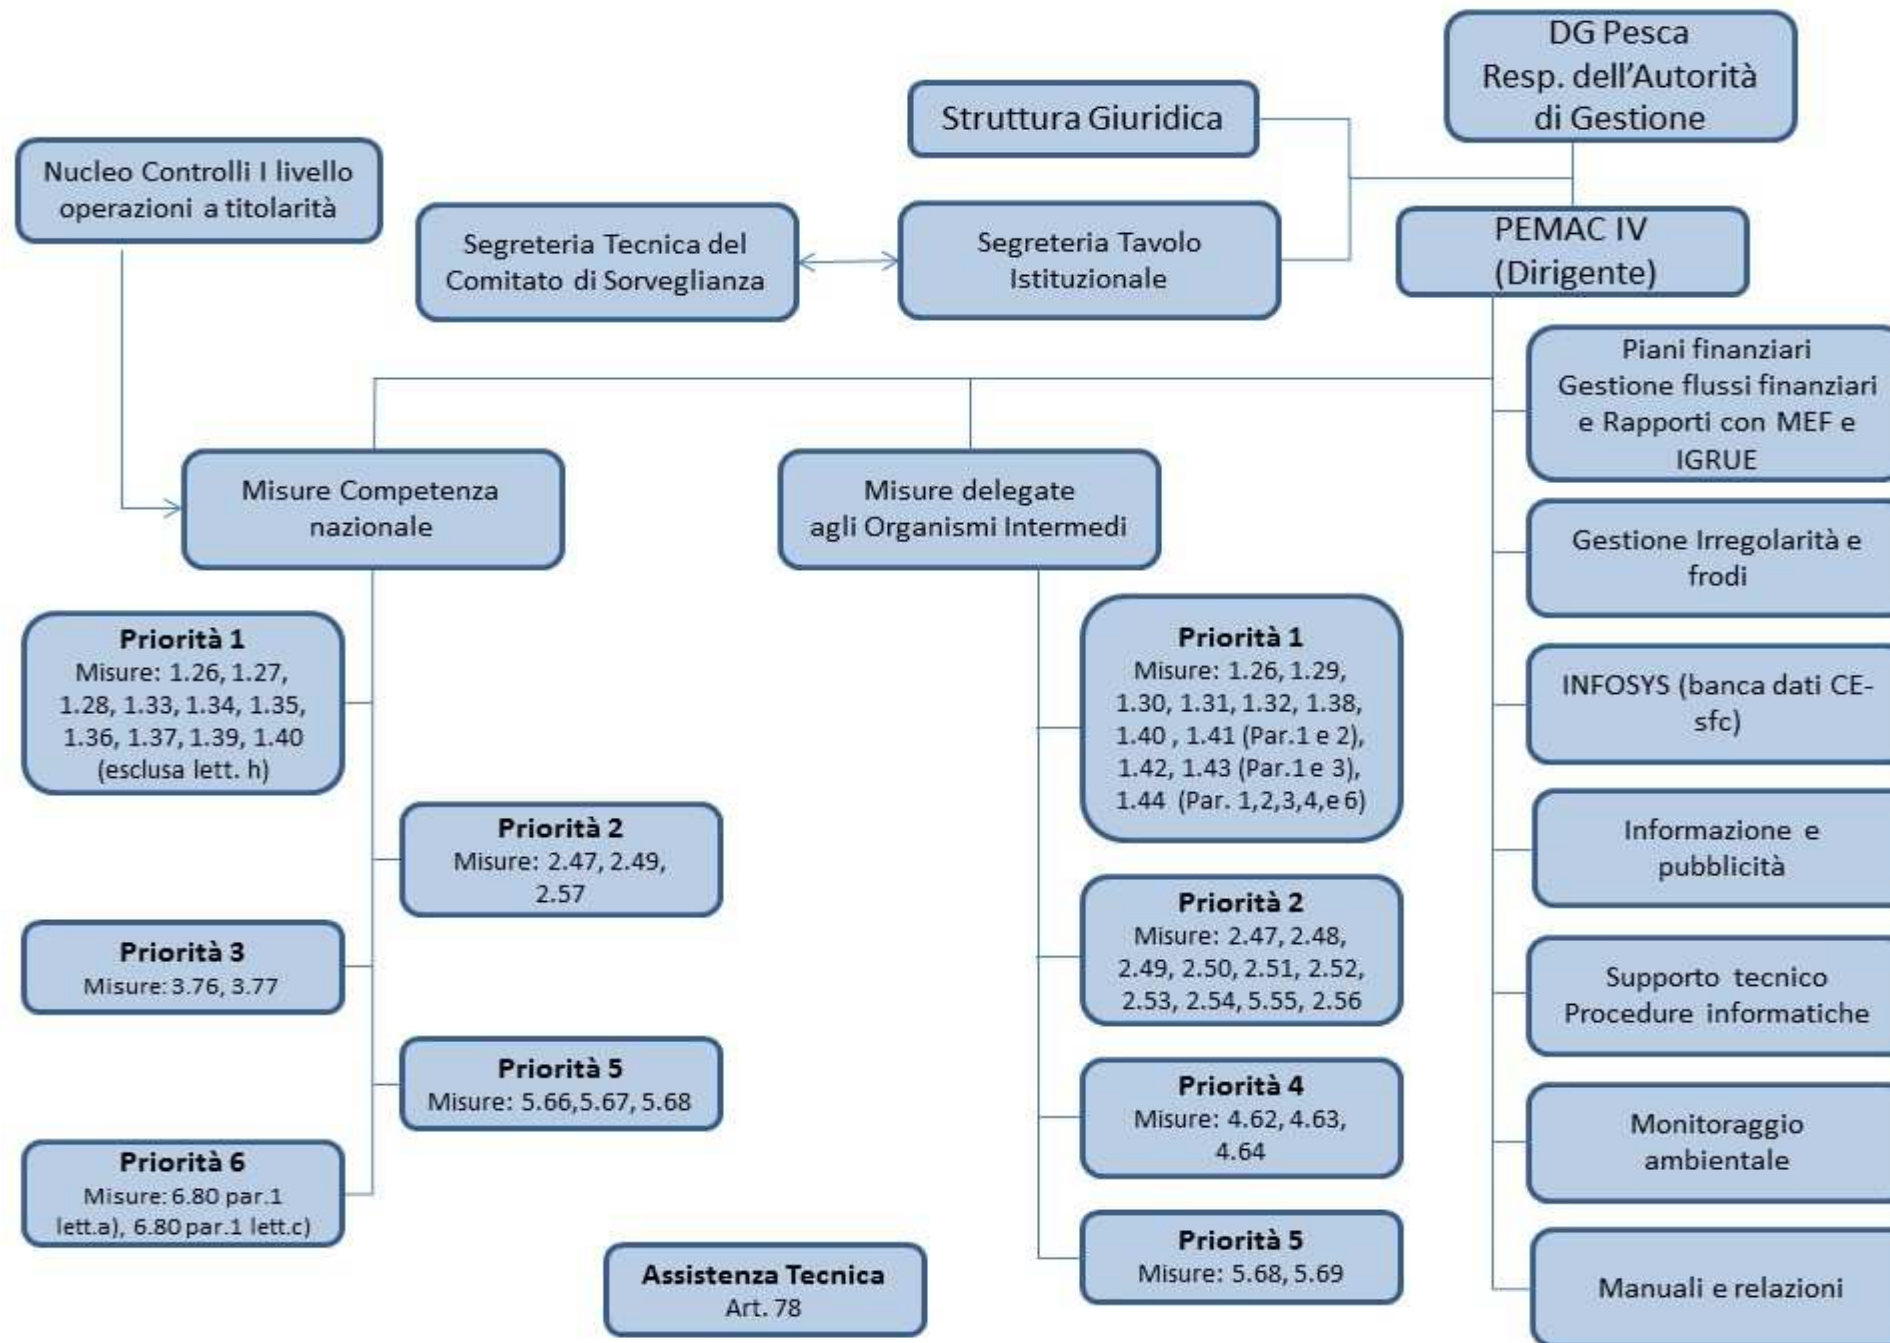 DG Pesca
Resp. dell'Autorità
di Gestione
Struttura Giuridica
Nucleo Controlli I livello
operazioni a titolarità
Segreteria Tecnica del
Comitato di Sorveglianza
Segreteria Tavolo
Istituzionale
PEMAC IV
(Dirigente)
Misure Competenza
nazionale
Misure delegate
agli Organismi Intermedi
Priorità 1
Misure: 1.26, 1.27,
1.28, 1.33, 1.34, 1.35,
1.36, 1.37, 1.39, 1.40
(esclusa lett. h)
Priorità 2
Misure: 2.47, 2.49,
2.57
Priorità 3
Misure: 3.76, 3.77
Priorità 5
Misure: 5.66,5.67, 5.68
Priorità 6
Misure: 6.80 par.1
lett.a), 6.80 par.1 lett.c)
Priorità 1
Misure: 1.26, 1.29,
1.30, 1.31, 1.32, 1.38,
1.40 , 1.41 (Par.1 e 2),
1.42, 1.43 (Par.1 e 3),
1.44 (Par. 1,2,3,4,e 6)
Priorità 2
Misure: 2.47, 2.48,
2.49, 2.50, 2.51, 2.52,
2.53, 2.54, 5.55, 2.56
Priorità 4
Misure: 4.62, 4.63,
4.64
Priorità 5
Misure: 5.68, 5.69
Assistenza Tecnica
Art. 78
Piani finanziari
Gestione flussi finanziari
e Rapporti con MEF e
IGRUE
Gestione Irregolarità e
frodi
INFOSYS (banca dati CE-
sfc)
Informazione e
pubblicità
Supporto tecnico
Procedure informatiche
Monitoraggio
ambientale
Manuali e relazioni